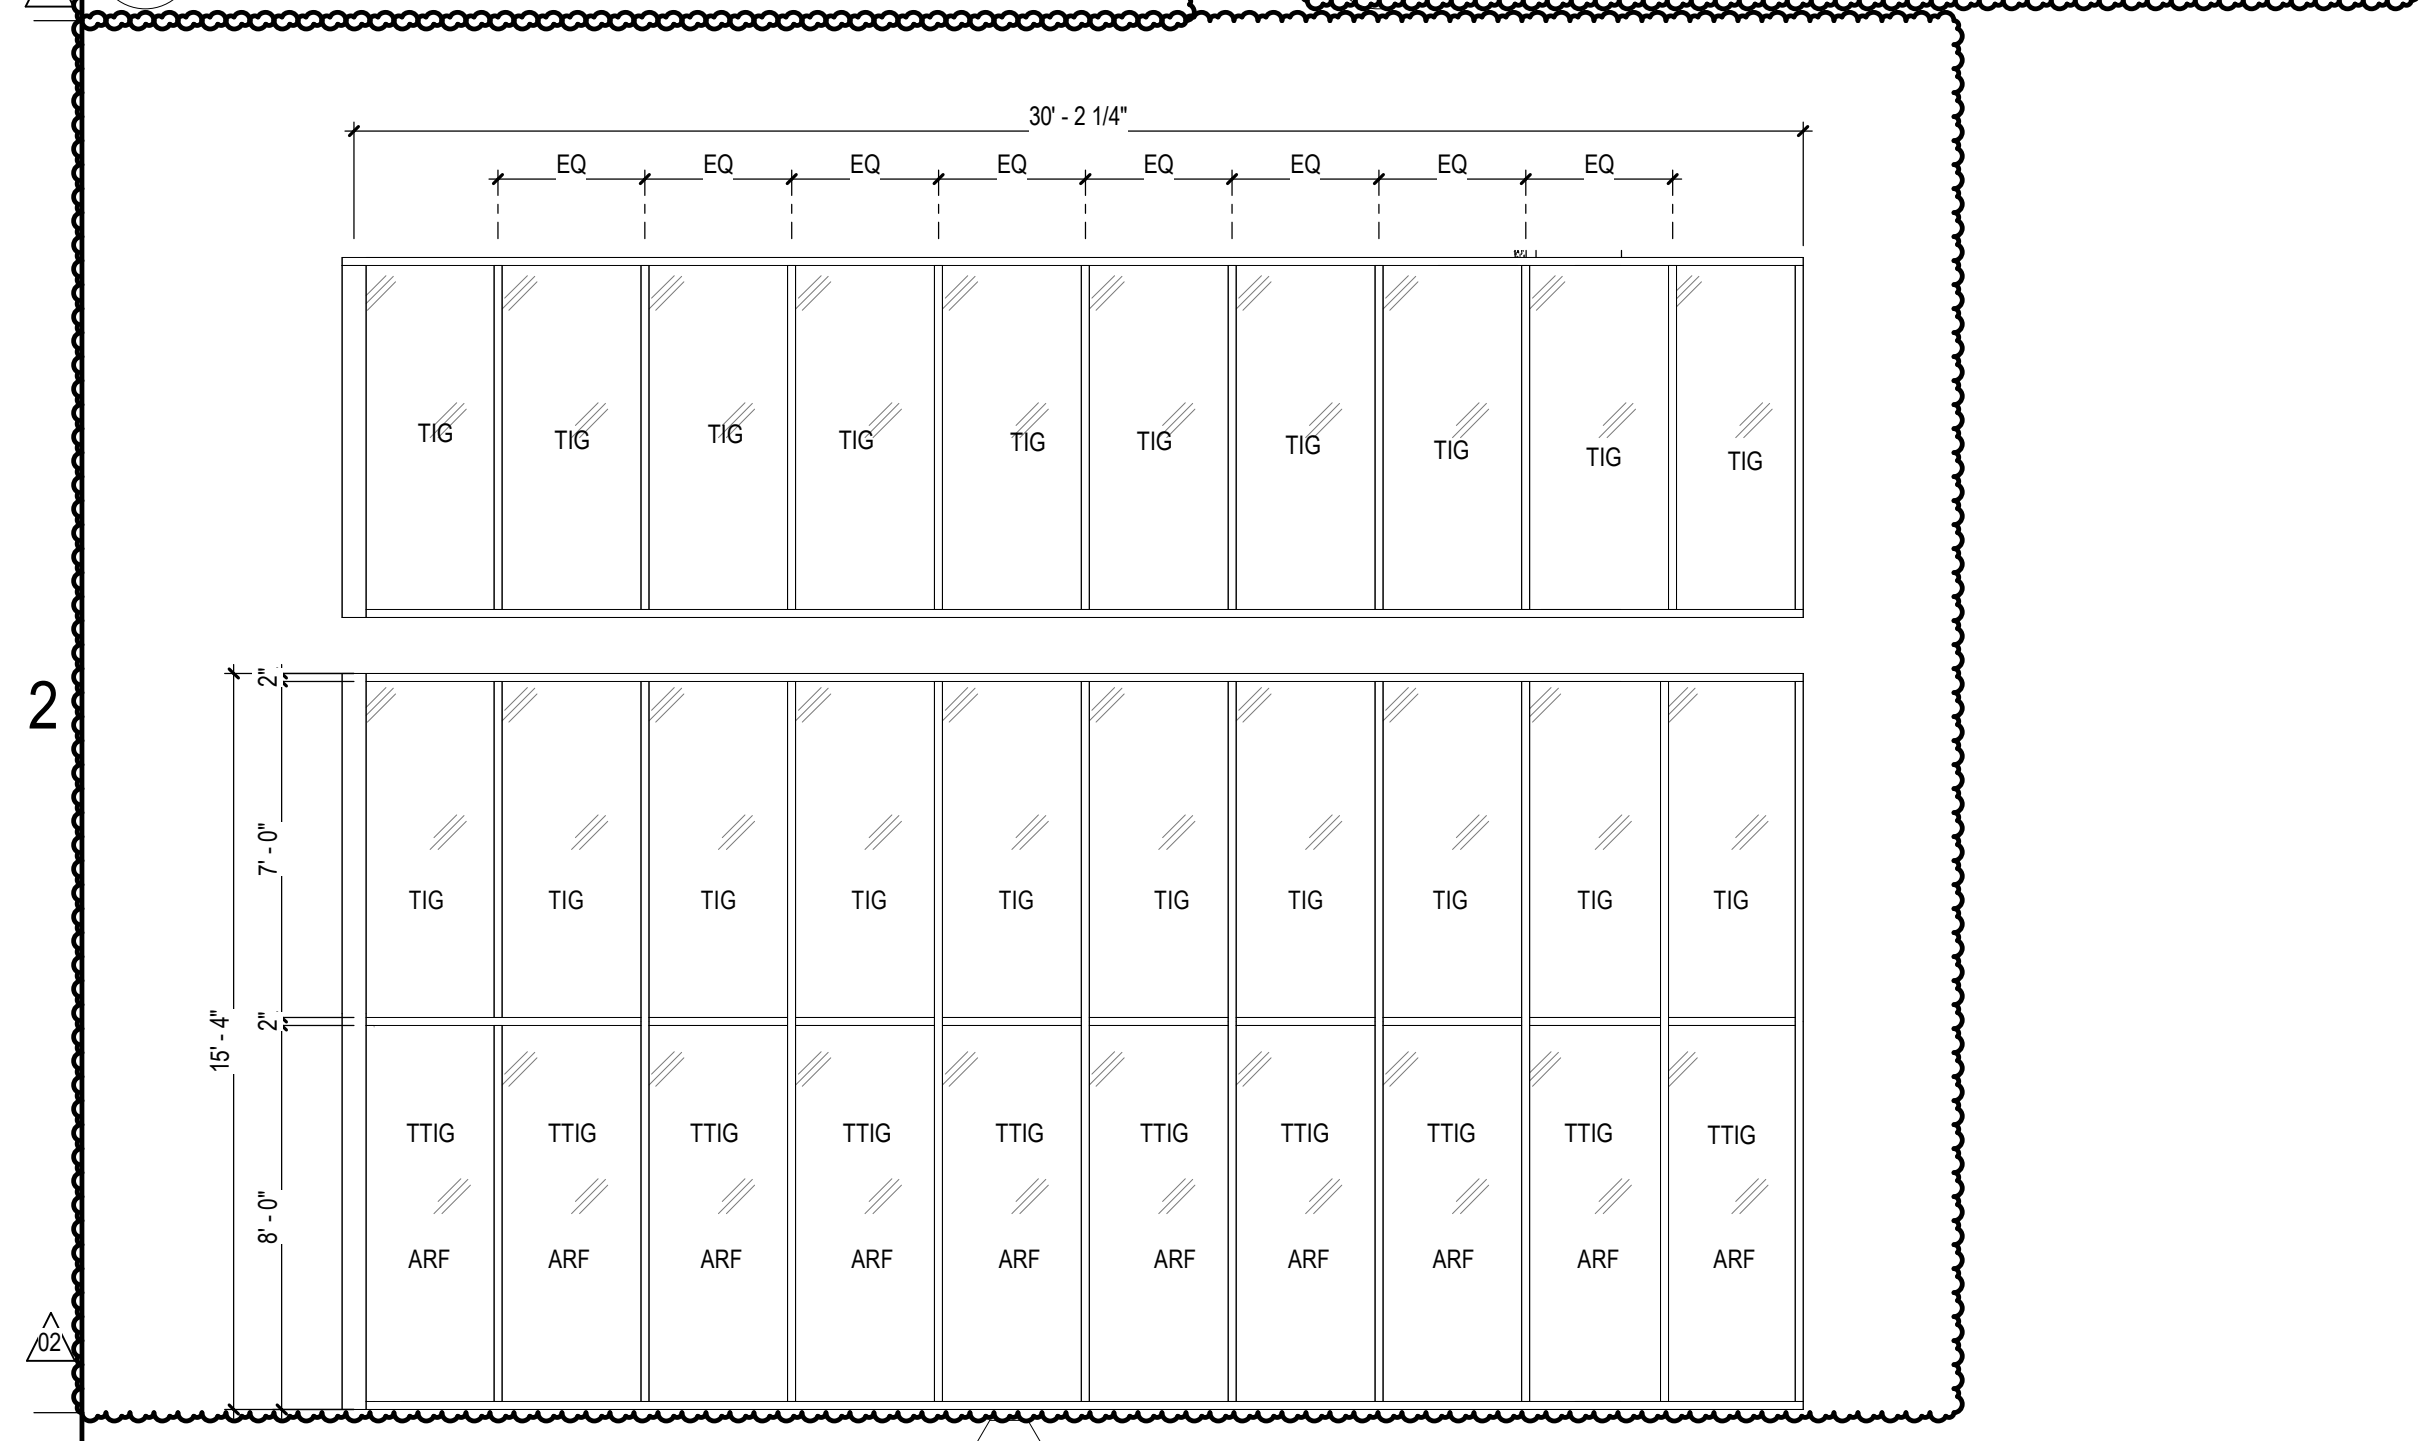 30' - 2 1/4"
EQ EQ EQ EQ EQ EQ EQ EQ
TIG TIG TIG TIG TIG TIG TIG TIG TIG TIG
2"
2
7' - 0"
TIG TIG TIG TIG TIG TIG TIG TIG TIG TIG
2"
15' - 4"
TTIG TTIG TTIG TTIG TTIG TTIG TTIG TTIG TTIG TTIG
8' - 0"
ARF ARF ARF ARF ARF ARF ARF ARF ARF ARF
02